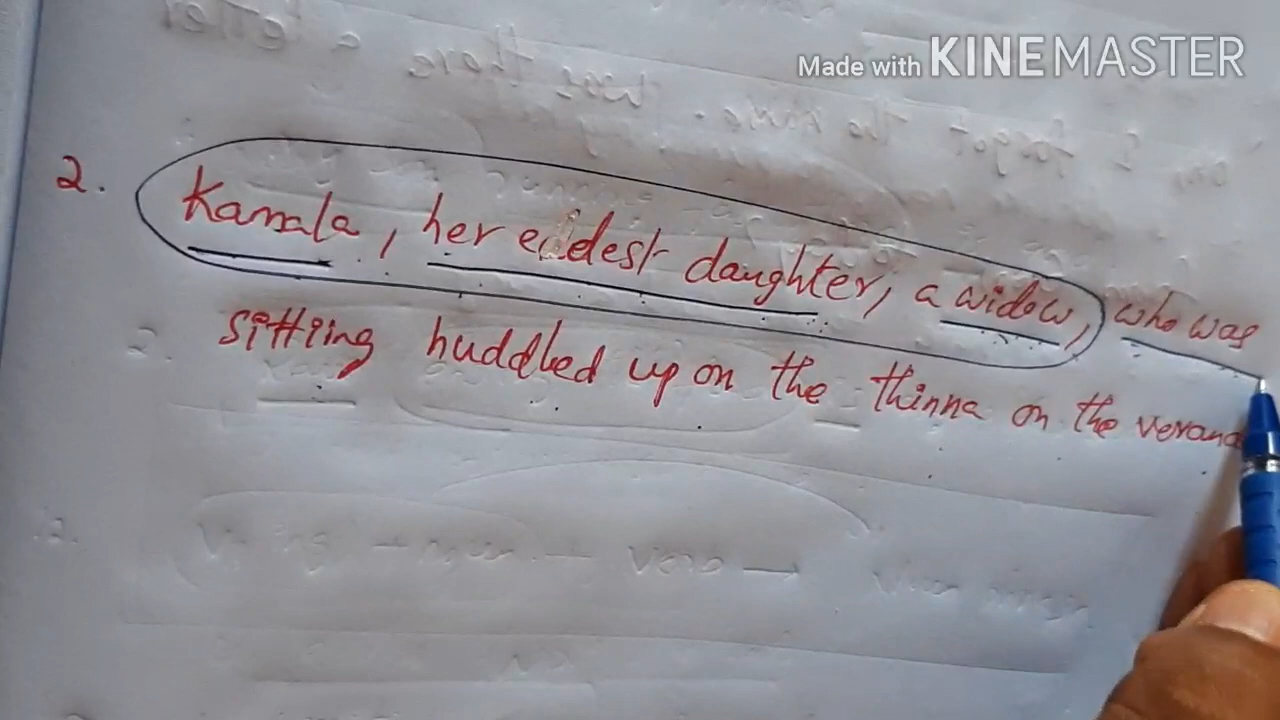 Made with KINEMASTER
2. Kamala, her eldest daughter, a widow, who was
sitting huddled up on the thinna on the verand